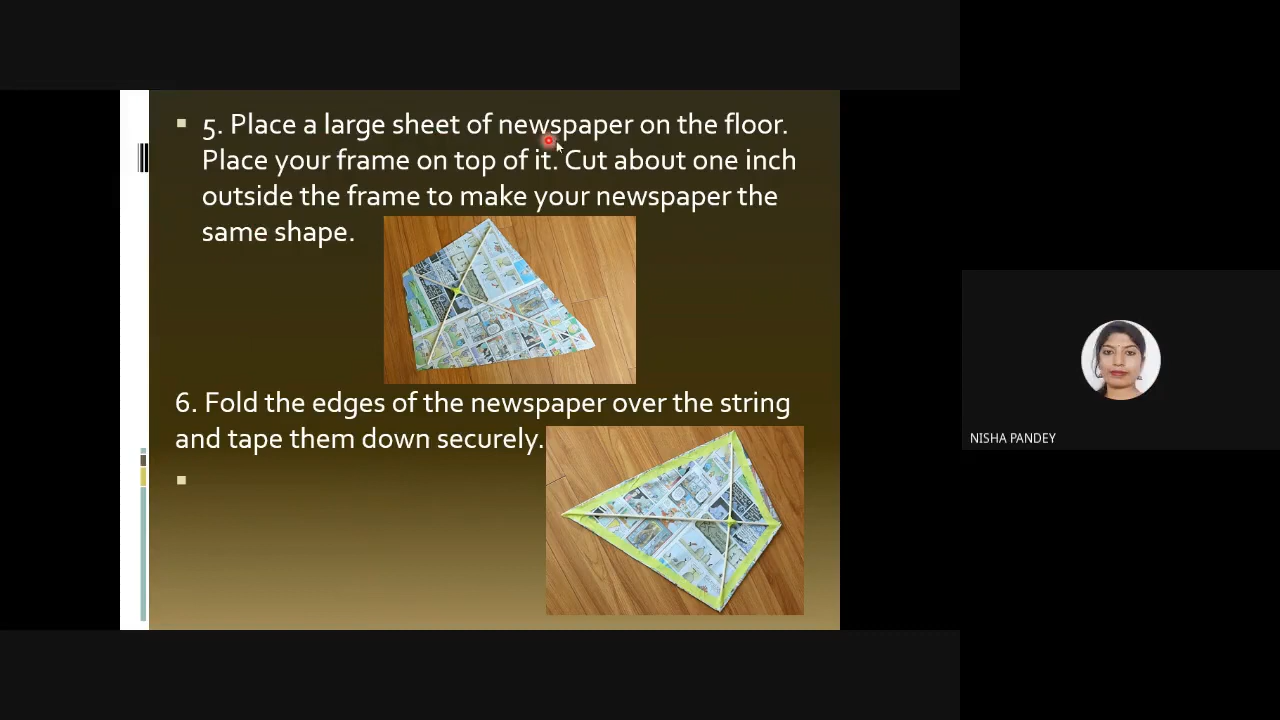 5. Place a large sheet of newspaper on the floor.
Place your frame on top of it. Cut about one inch
outside the frame to make your newspaper the
same shape.
6. Fold the edges of the newspaper over the string
and tape them down securely.
NISHA PANDEY